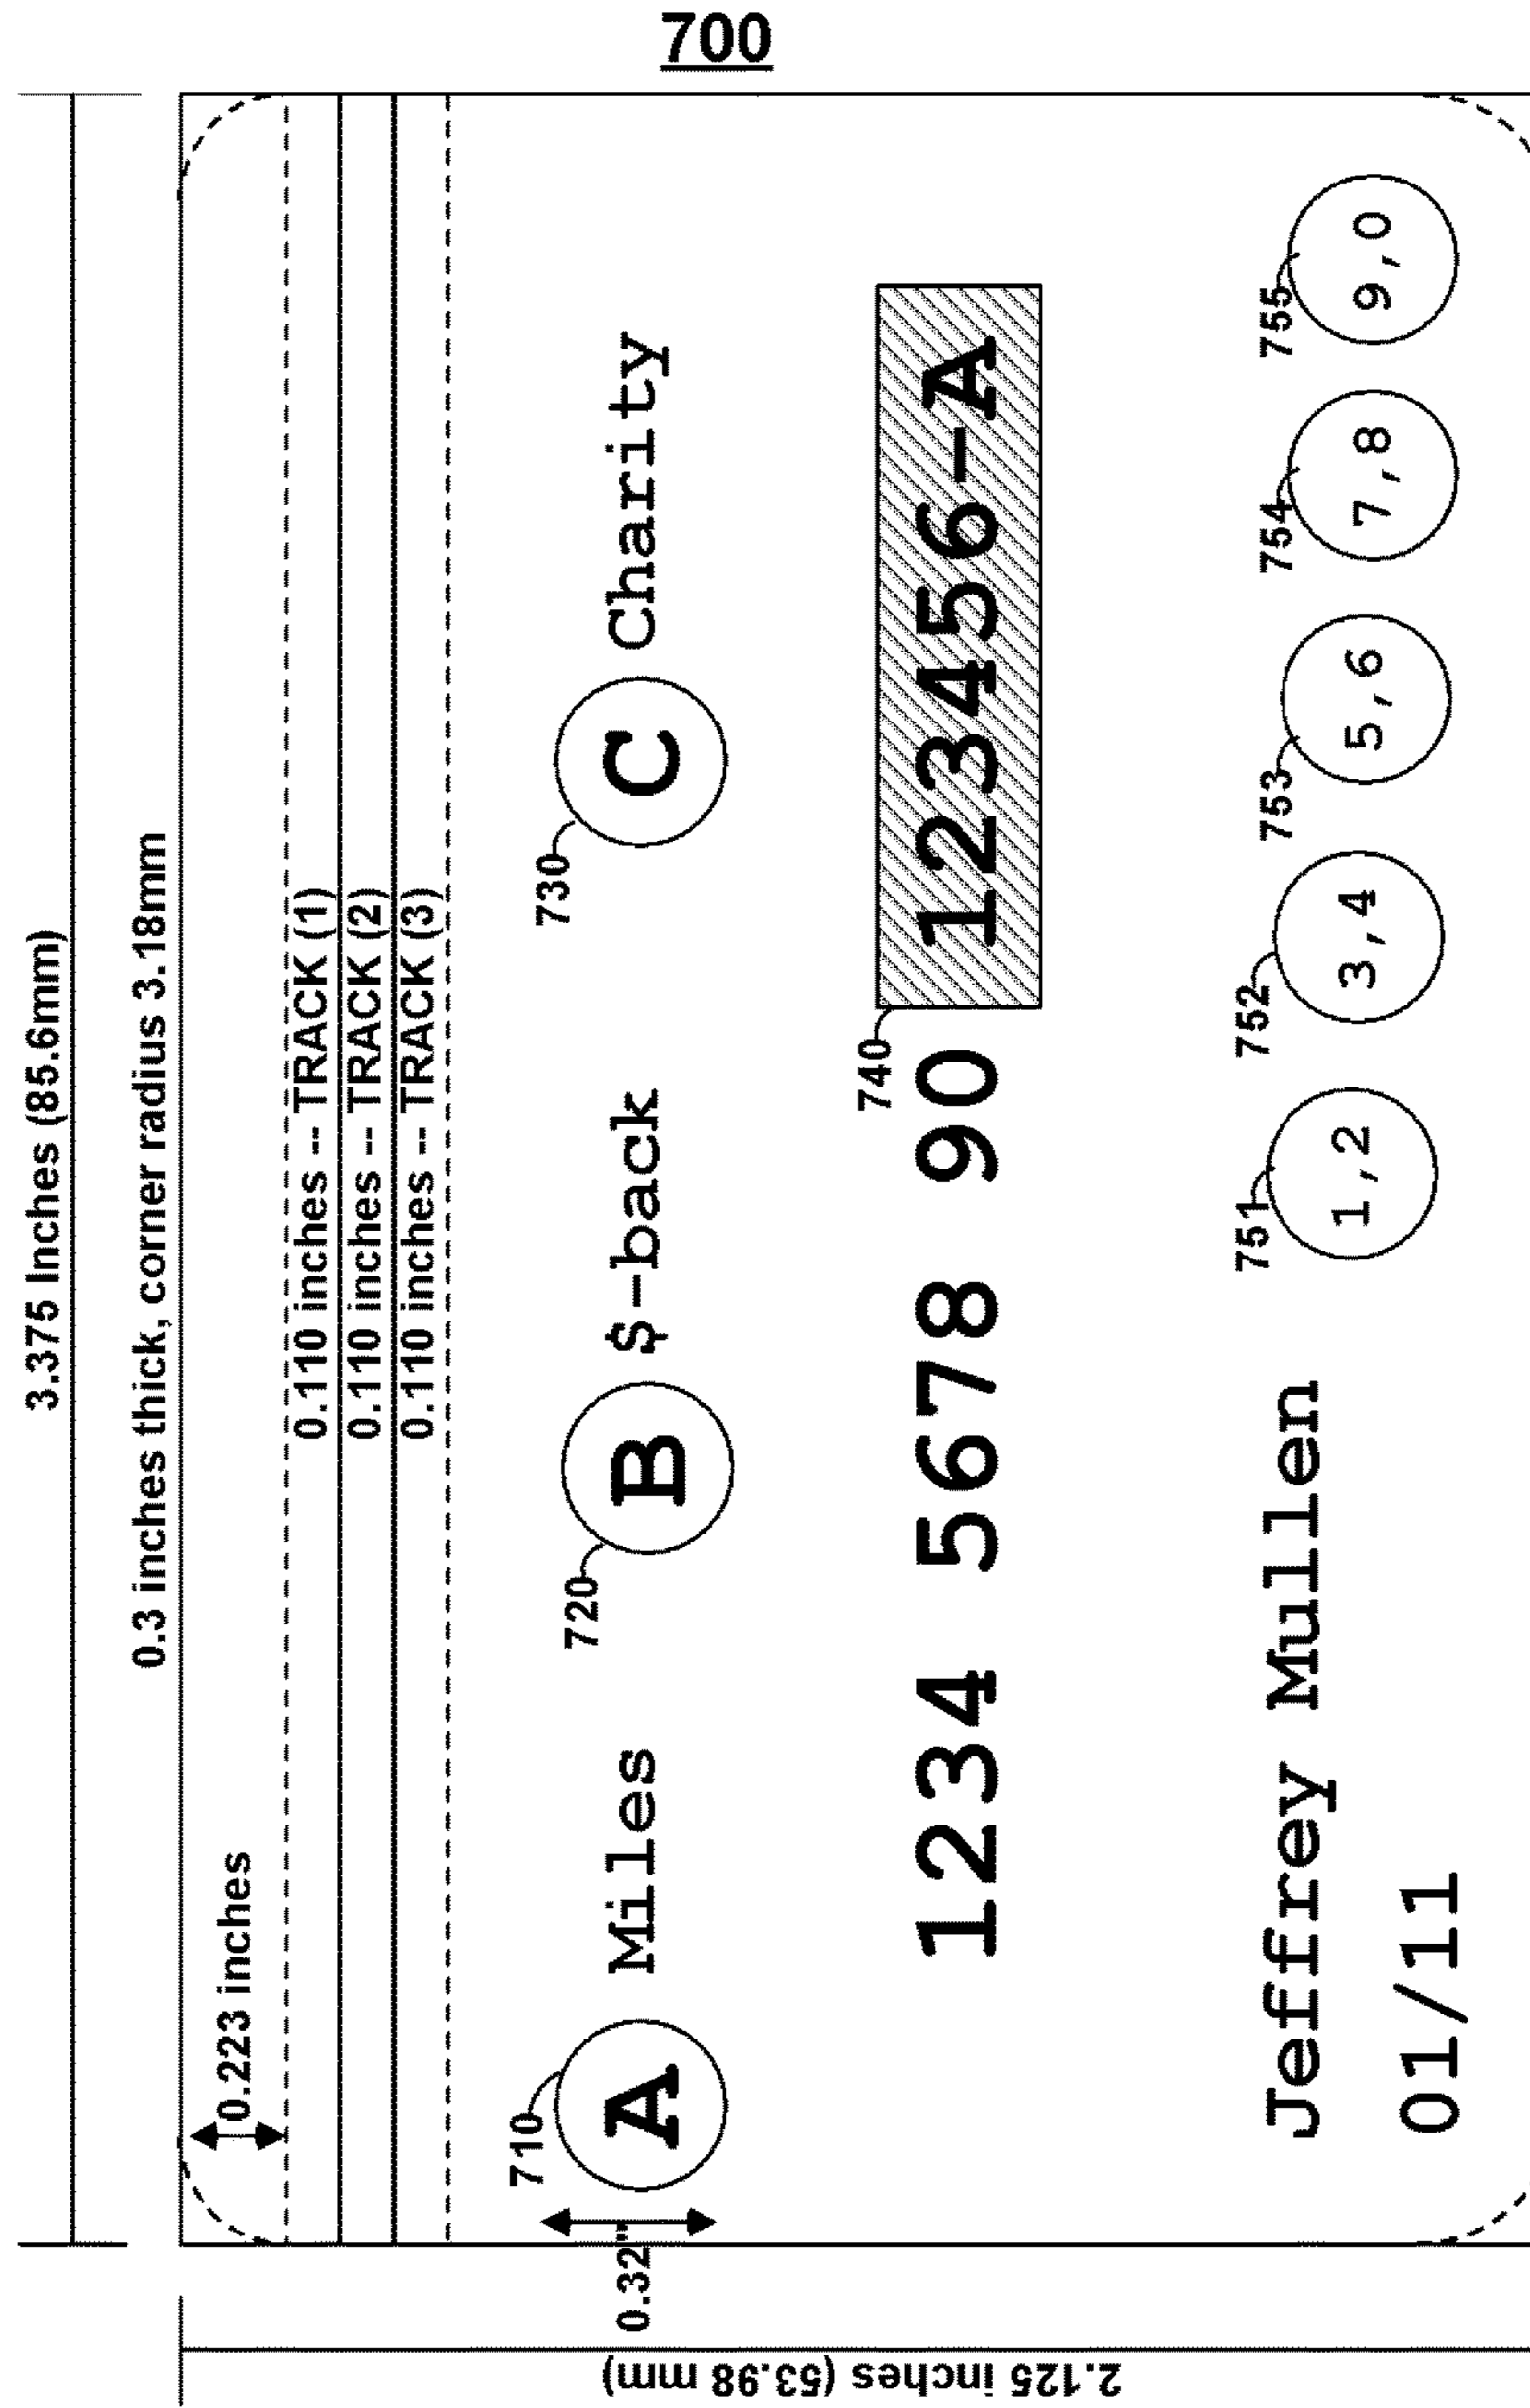 700
3.375 Inches (85.6mm)
0.3 inches thick, corner radius 3.18mm
0.223 inches
0.110 inches -- TRACK (1)
0.110 inches -- TRACK (2)
0.110 inches -- TRACK (3)
710
720
730
0.32"
A Miles
B $-back
C Charity
740
1234 5678 90 123456-A
751
752
753
754
755
Jeffrey Mullen
1,2
3,4
5,6
7,8
9,0
01/11
2.125 inches (53.98 mm)